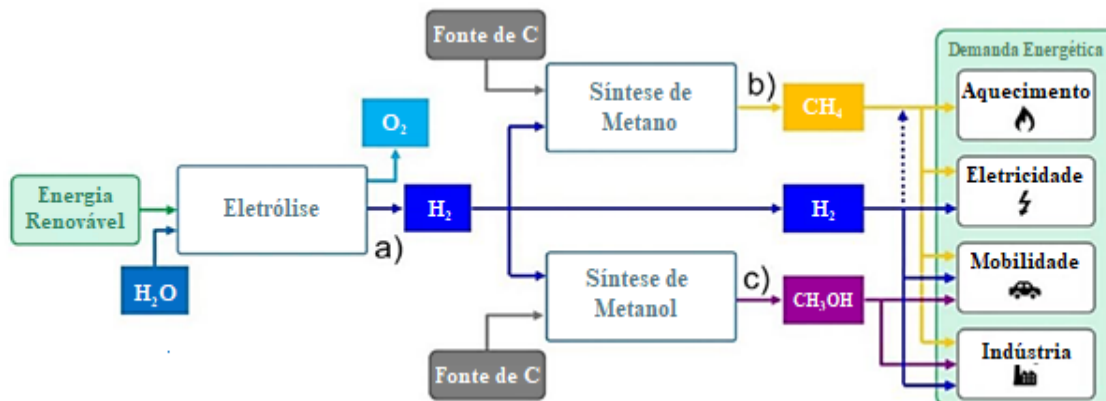 Fonte de C
Demanda Energética
Síntese de
Metano
b)
CH₄
Aquecimento
O₂
Energia
Renovável
Eletrólise
a)
H₂
H₂
Eletricidade
H₂O
Síntese de
Metanol
c)
CH₃OH
Mobilidade
Fonte de C
Indústria